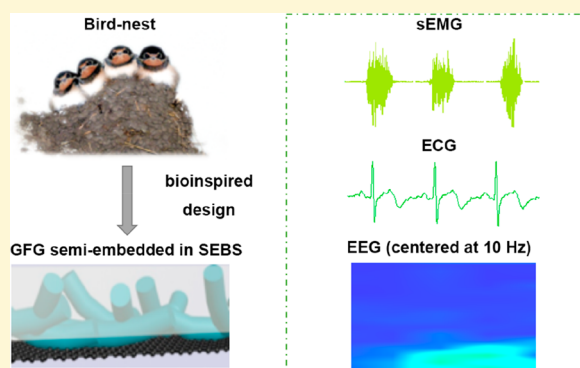 Bird-nest
bioinspired
design
GFG semi-embedded in SEBS
sEMG
ECG
EEG (centered at 10 Hz)